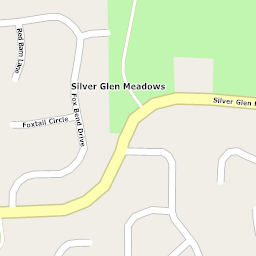 Red Barn Lane
Silver Glen Meadows
Silver Glen
Foxtail Circle
Fox Bend Drive